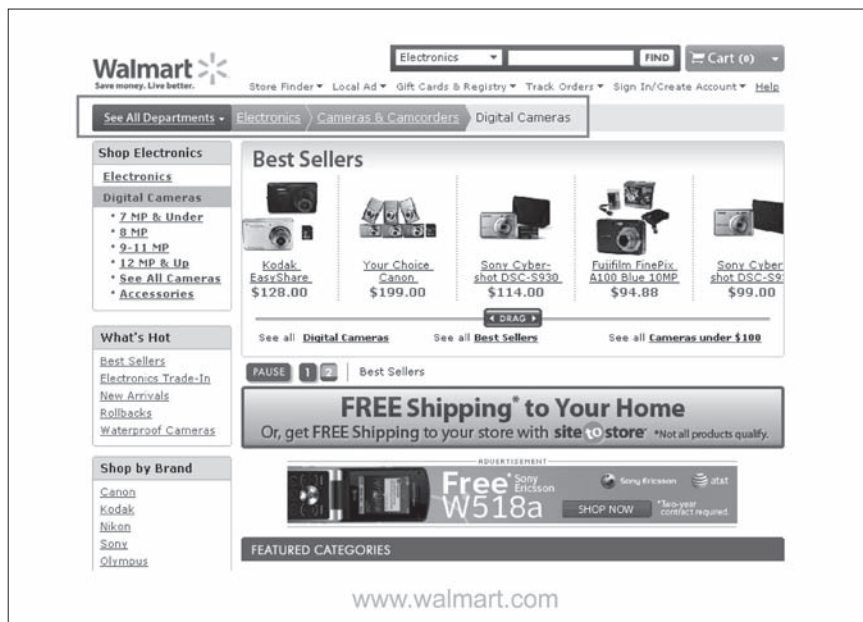 Walmart
Save money. Live better.
Electronics FIND Cart (0)
Store Finder Local Ad Gift Cards & Registry Track Orders Sign In/Create Account Help
See All Departments Electronics Cameras & Camcorders Digital Cameras
Shop Electronics
Electronics
Digital Cameras
* 7 MP & Under
* 8 MP
* 9-11 MP
* 12 MP & Up
* See All Cameras
* Accessories
What's Hot
Best Sellers
Electronics Trade-In
New Arrivals
Rollbacks
Waterproof Cameras
Shop by Brand
Canon
Kodak
Nikon
Sony
Olympus
Best Sellers
Kodak
EasyShare
$128.00
Your Choice
Canon
$199.00
Sony Cyber-
shot DSC-S930
$114.00
Fujifilm FinePix
A100 Blue 10MP
$94.88
Sony Cyber
shot DSC-S9
$99.00
DRAG
See all Digital Cameras See all Best Sellers See all Cameras under $100
PAUSE 1 2 Best Sellers
FREE Shipping* to Your Home
Or, get FREE Shipping to your store with site to store *Not all products qualify.
ADVERTISEMENT
Free* Sony
Ericsson
W518a
Sony Ericsson at&t
SHOP NOW
*Two-year
contract required.
FEATURED CATEGORIES
www.walmart.com